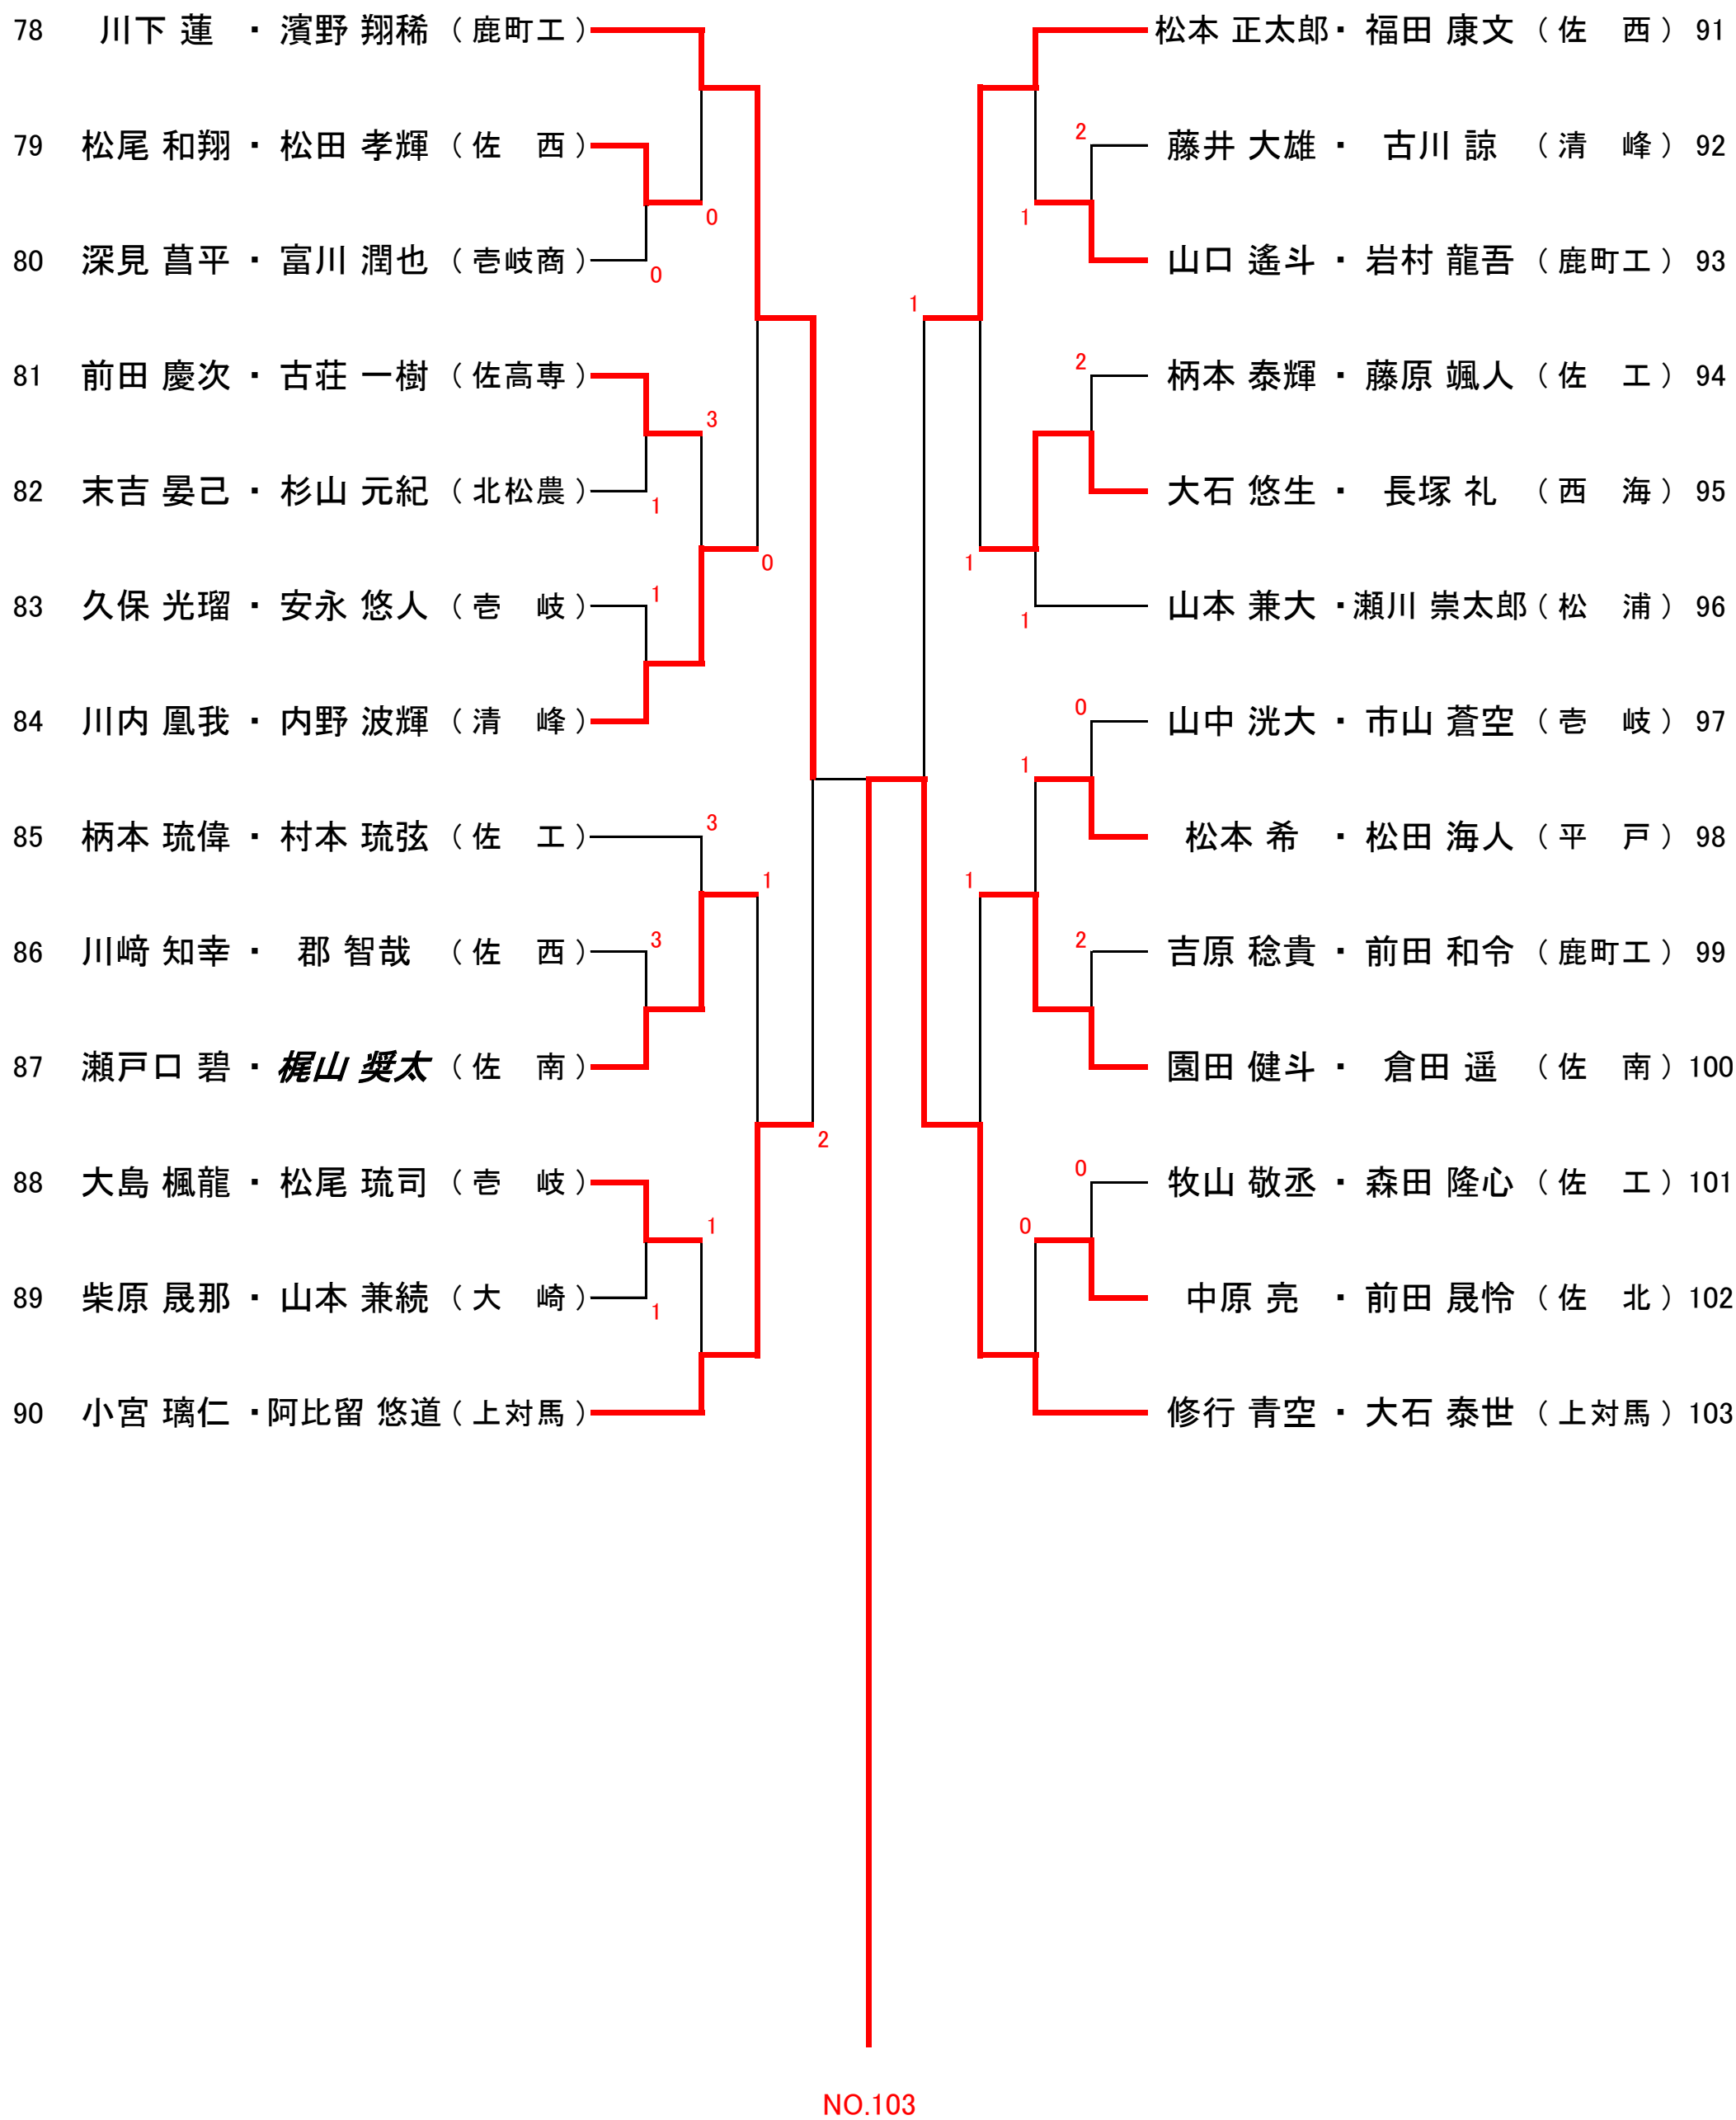 78 川下 蓮 ・ 濱野 翔稀 （ 鹿町工 ）
79 松尾 和翔 ・ 松田 孝輝 （ 佐 西 ）
0
80 深見 菖平 ・ 富川 潤也 （ 壱岐商 ）
0
81 前田 慶次 ・ 古荘 一樹 （ 佐高専 ）
3
82 末吉 晏己 ・ 杉山 元紀 （ 北松農 ）
1
0
83 久保 光瑠 ・ 安永 悠人 （ 壱 岐 ）
1
84 川内 凰我 ・ 内野 波輝 （ 清 峰 ）
85 柄本 琉偉 ・ 村本 琉弦 （ 佐 工 ）
3
1
86 川﨑 知幸 ・ 郡 智哉 （ 佐 西 ）
3
87 瀬戸口 碧 ・ 梶山 奨太 （ 佐 南 ）
2
88 大島 楓龍 ・ 松尾 琉司 （ 壱 岐 ）
1
89 柴原 晟那 ・ 山本 兼続 （ 大 崎 ）
1
90 小宮 璃仁 ・ 阿比留 悠道 （ 上対馬 ）
松本 正太郎 ・ 福田 康文 （ 佐 西 ） 91
2
藤井 大雄 ・ 古川 諒 （ 清 峰 ） 92
1
山口 遙斗 ・ 岩村 龍吾 （ 鹿町工 ） 93
1
2
柄本 泰輝 ・ 藤原 颯人 （ 佐 工 ） 94
大石 悠生 ・ 長塚 礼 （ 西 海 ） 95
1
山本 兼大 ・ 瀬川 崇太郎 （ 松 浦 ） 96
1
0
山中 洸大 ・ 市山 蒼空 （ 壱 岐 ） 97
1
松本 希 ・ 松田 海人 （ 平 戸 ） 98
1
2
吉原 稔貴 ・ 前田 和令 （ 鹿町工 ） 99
園田 健斗 ・ 倉田 遥 （ 佐 南 ） 100
0
牧山 敬丞 ・ 森田 隆心 （ 佐 工 ） 101
0
中原 亮 ・ 前田 晟怜 （ 佐 北 ） 102
修行 青空 ・ 大石 泰世 （ 上対馬 ） 103
NO.103